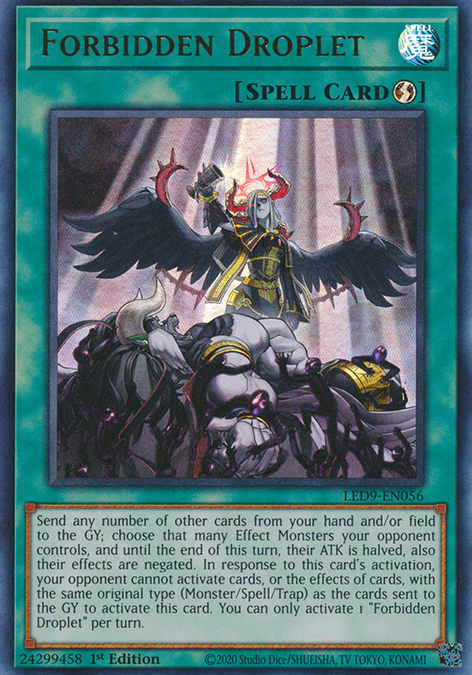 FORBIDDEN DROPLET
SPELL
魔
[SPELL CARD]
LED9-EN056
Send any number of other cards from your hand and/or field
to the GY; choose that many Effect Monsters your opponent
controls, and until the end of this turn, their ATK is halved, also
their effects are negated. In response to this card's activation,
your opponent cannot activate cards, or the effects of cards, with
the same original type (Monster/Spell/Trap) as the cards sent to
the GY to activate this card. You can only activate 1 "Forbidden
Droplet" per turn.
24299458 1st Edition ©2020 Studio Dice/SHUEISHA, TV TOKYO, KONAMI